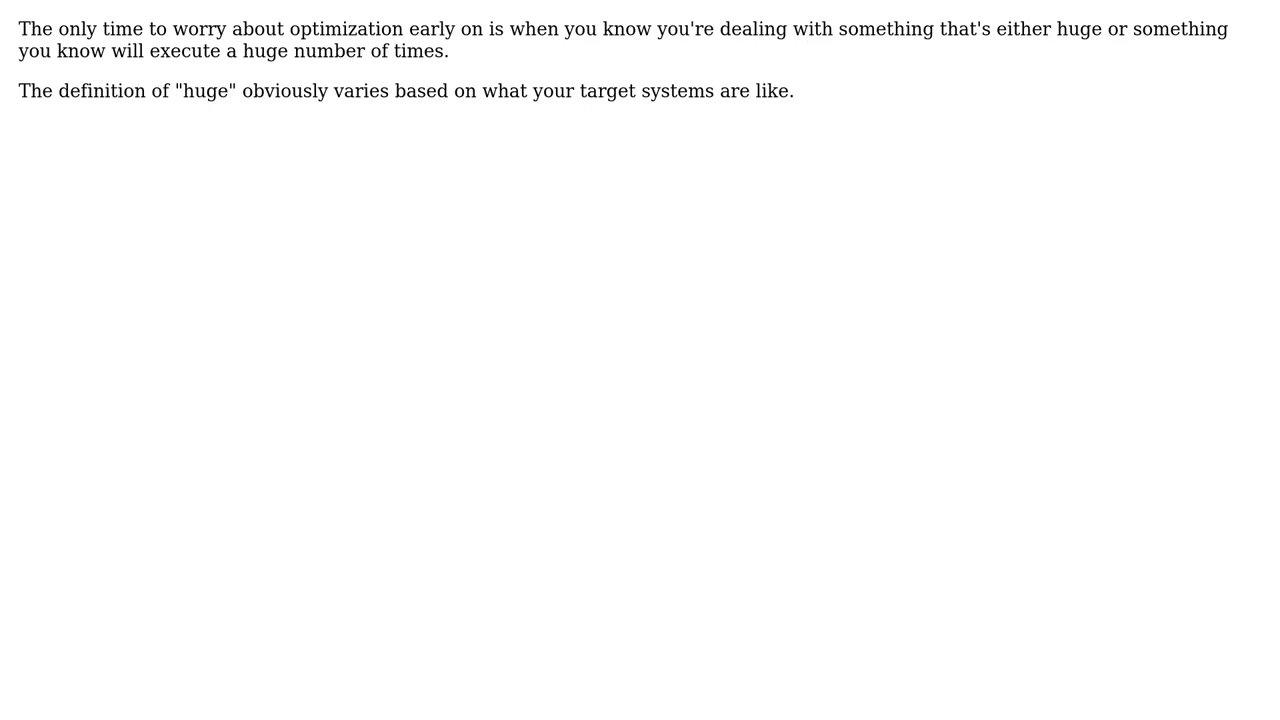 The only time to worry about optimization early on is when you know you're dealing with something that's either huge or something
you know will execute a huge number of times.
The definition of "huge" obviously varies based on what your target systems are like.